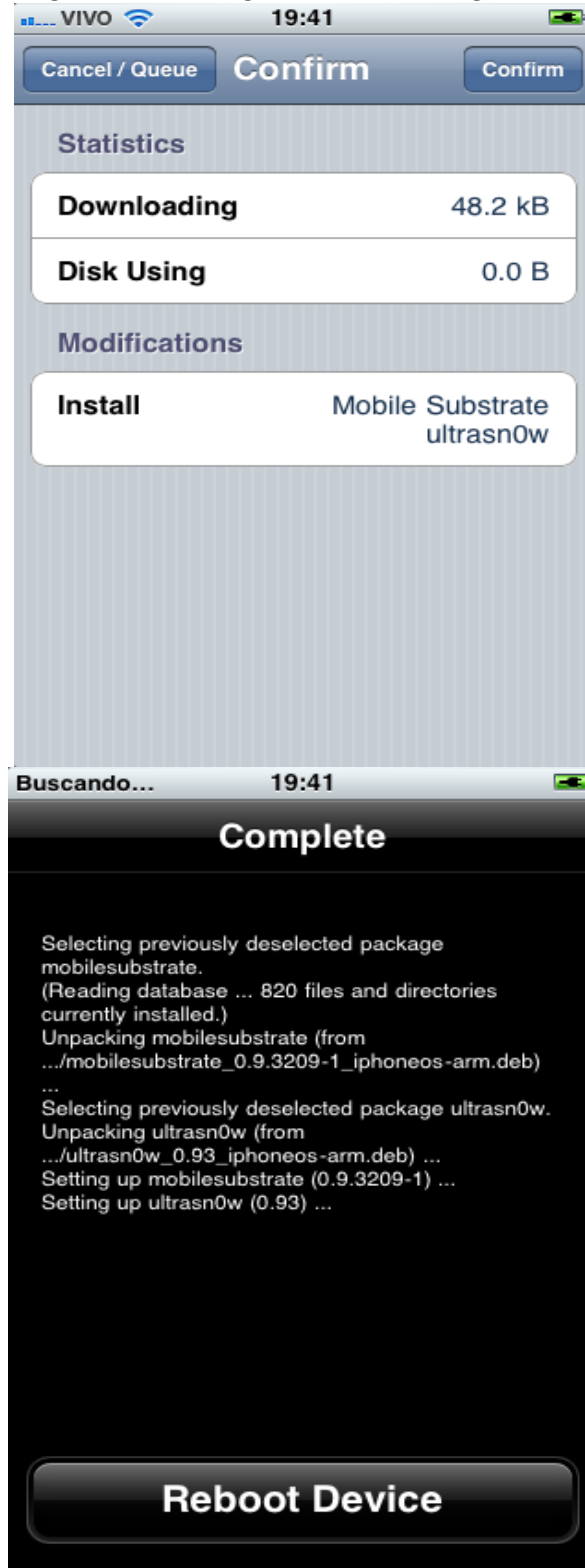 VIVO 19:41
Cancel / Queue Confirm Confirm
Statistics
Downloading 48.2 kB
Disk Using 0.0 B
Modifications
Install Mobile Substrate
ultrasn0w
Buscando... 19:41
Complete
Selecting previously deselected package
mobilesubstrate.
(Reading database ... 820 files and directories
currently installed.)
Unpacking mobilesubstrate (from
.../mobilesubstrate_0.9.3209-1_iphoneos-arm.deb)
...
Selecting previously deselected package ultrasn0w.
Unpacking ultrasn0w (from
.../ultrasn0w_0.93_iphoneos-arm.deb) ...
Setting up mobilesubstrate (0.9.3209-1) ...
Setting up ultrasn0w (0.93) ...
Reboot Device